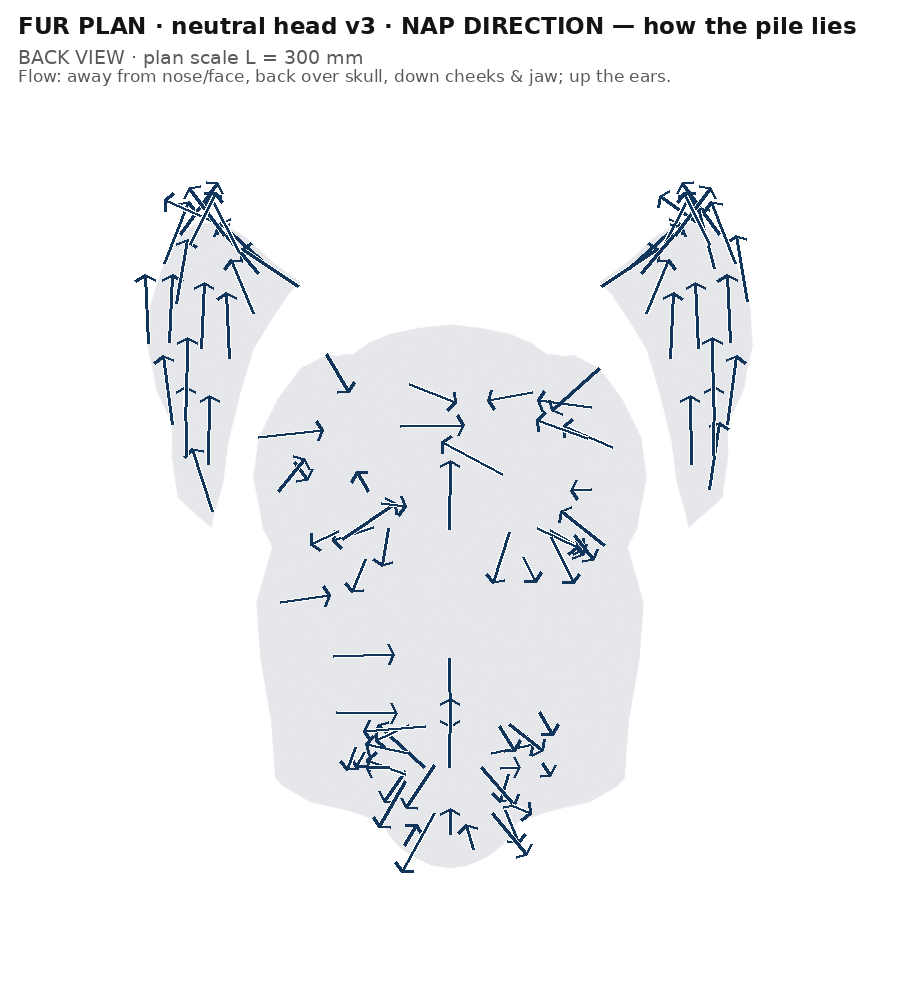 FUR PLAN · neutral head v3 · NAP DIRECTION — how the pile lies
BACK VIEW · plan scale L = 300 mm
Flow: away from nose/face, back over skull, down cheeks & jaw; up the ears.